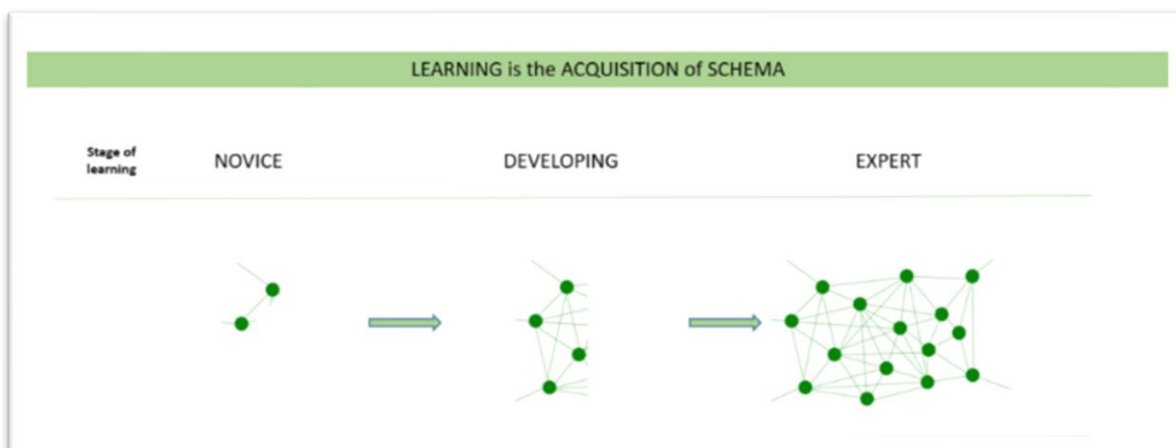 LEARNING is the ACQUISITION of SCHEMA
Stage of
learning
NOVICE
DEVELOPING
EXPERT